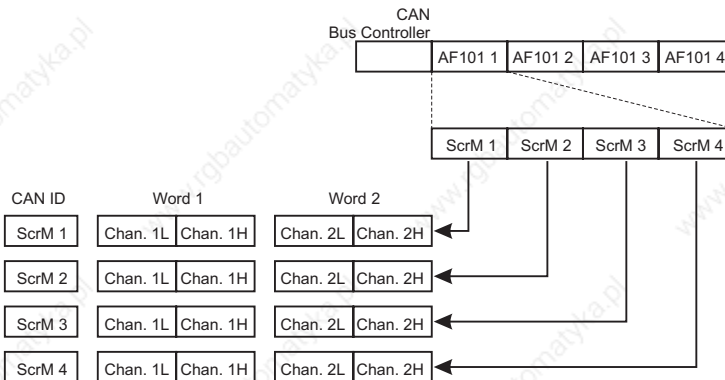 CAN
Bus Controller
AF101 1 AF101 2 AF101 3 AF101 4
ScrM 1 ScrM 2 ScrM 3 ScrM 4
CAN ID Word 1 Word 2
ScrM 1 Chan. 1L Chan. 1H Chan. 2L Chan. 2H
ScrM 2 Chan. 1L Chan. 1H Chan. 2L Chan. 2H
ScrM 3 Chan. 1L Chan. 1H Chan. 2L Chan. 2H
ScrM 4 Chan. 1L Chan. 1H Chan. 2L Chan. 2H
www.rgbautomatyka.pl